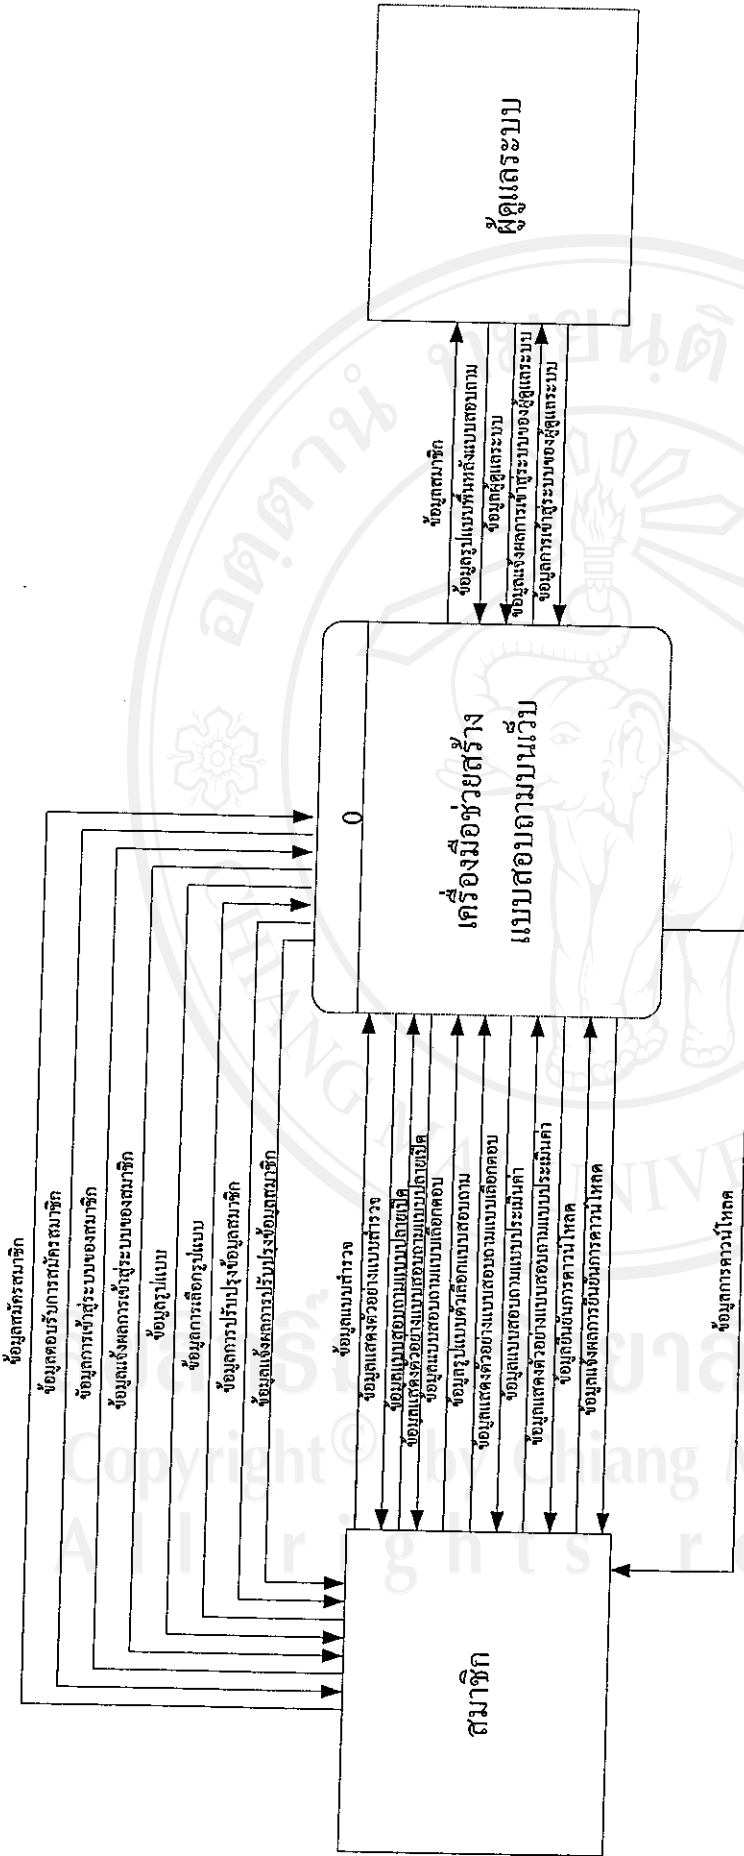 ผู้ดูแลระบบ
ข้อมูลสมาชิก
ข้อมูลรูปแบบพื้นหลังแบบสอบถาม
ข้อมูลผู้ดูแลระบบ
ข้อมูลแจ้งผลการเข้าสู่ระบบของผู้ดูแลระบบ
ข้อมูลการเข้าสู่ระบบของผู้ดูแลระบบ
0
เครื่องมือช่วยสร้าง
แบบสอบถามบนเว็บ
ข้อมูลสมัครสมาชิก
ข้อมูลตอบรับการสมัครสมาชิก
ข้อมูลการเข้าสู่ระบบของสมาชิก
ข้อมูลแจ้งผลการเข้าสู่ระบบของสมาชิก
ข้อมูลรูปแบบ
ข้อมูลการเลือกรูปแบบ
ข้อมูลการปรับปรุงข้อมูลสมาชิก
ข้อมูลแจ้งผลการปรับปรุงข้อมูลสมาชิก
ข้อมูลแบบสำรวจ
ข้อมูลแสดงตัวอย่างแบบสำรวจ
ข้อมูลแบบสอบถามแบบปลายเปิด
ข้อมูลแสดงตัวอย่างแบบสอบถามแบบปลายเปิด
ข้อมูลแบบสอบถามแบบเลือกตอบ
ข้อมูลรูปแบบตัวเลือกแบบสอบถาม
ข้อมูลแสดงตัวอย่างแบบสอบถามแบบเลือกตอบ
ข้อมูลแบบสอบถามแบบประเมินค่า
ข้อมูลแสดงตัวอย่างแบบสอบถามแบบประเมินค่า
ข้อมูลยืนยันการดาวน์โหลด
ข้อมูลแจ้งผลการยืนยันการดาวน์โหลด
ข้อมูลการดาวน์โหลด
สมาชิก
CHIANG MAI UNIVE
Copyright© by Chiang M
All rights r